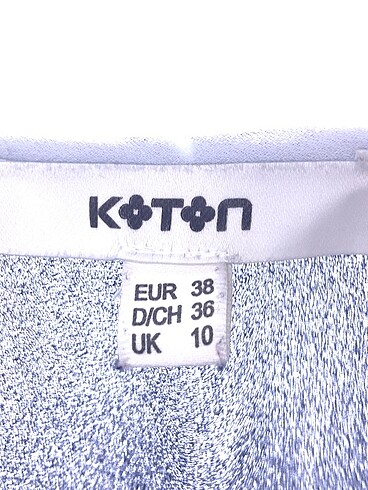 KOTON
EUR 38
D/CH 36
UK 10